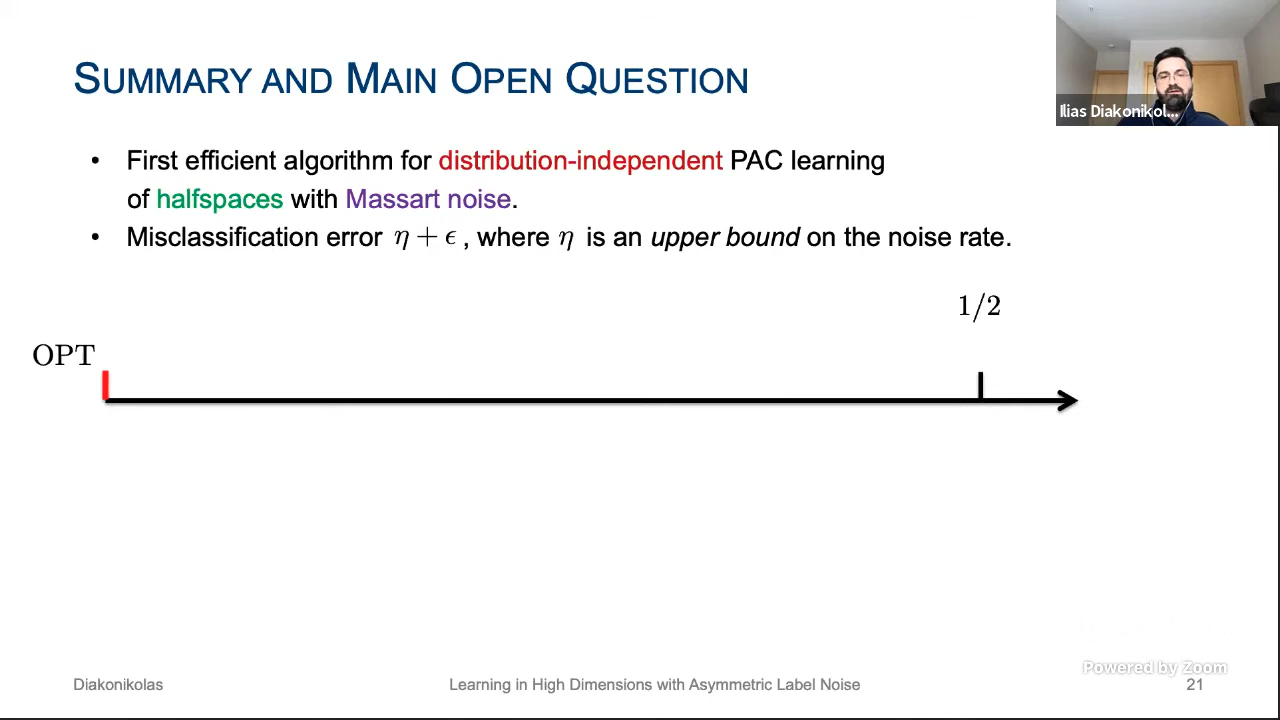 SUMMARY AND MAIN OPEN QUESTION
Ilias Diakonikol...
• First efficient algorithm for distribution-independent PAC learning
of halfspaces with Massart noise.
• Misclassification error η + ϵ, where η is an upper bound on the noise rate.
1/2
OPT
Powered by Zoom
Diakonikolas
Learning in High Dimensions with Asymmetric Label Noise
21